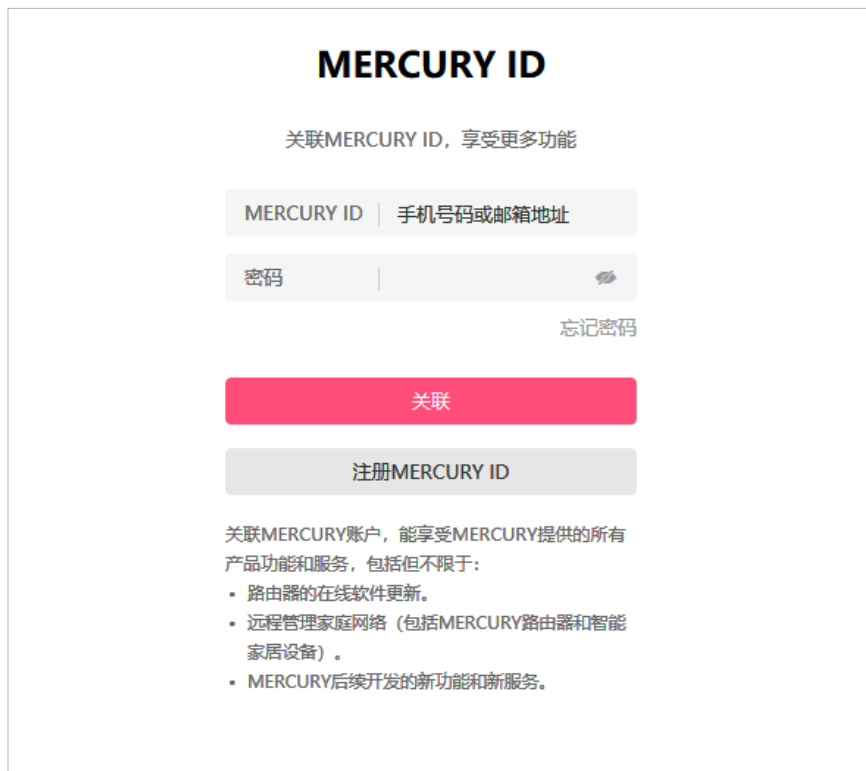 MERCURY ID
关联MERCURY ID，享受更多功能
MERCURY ID 手机号码或邮箱地址
密码
忘记密码
关联
注册MERCURY ID
关联MERCURY账户，能享受MERCURY提供的所有
产品功能和服务，包括但不限于：
• 路由器的在线软件更新。
• 远程管理家庭网络（包括MERCURY路由器和智能
家居设备）。
• MERCURY后续开发的新功能和新服务。